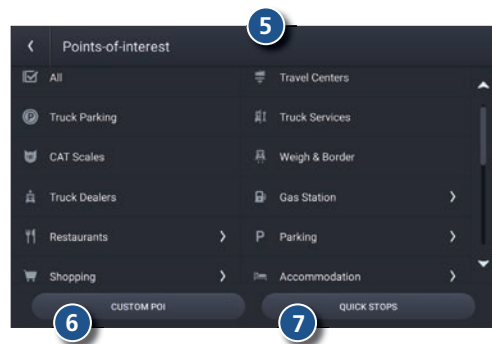 5
Points-of-interest
All
Travel Centers
Truck Parking
Truck Services
CAT Scales
Weigh & Border
Truck Dealers
Gas Station
Restaurants
P Parking
Shopping
Accommodation
CUSTOM POI
QUICK STOPS
6
7